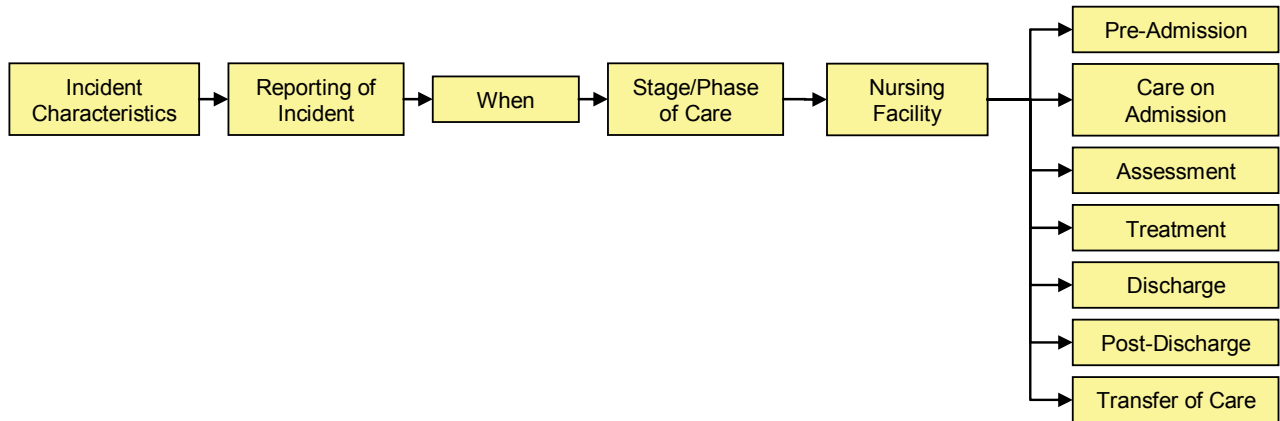 Incident
Characteristics
Reporting of
Incident
When
Stage/Phase
of Care
Nursing
Facility
Pre-Admission
Care on
Admission
Assessment
Treatment
Discharge
Post-Discharge
Transfer of Care